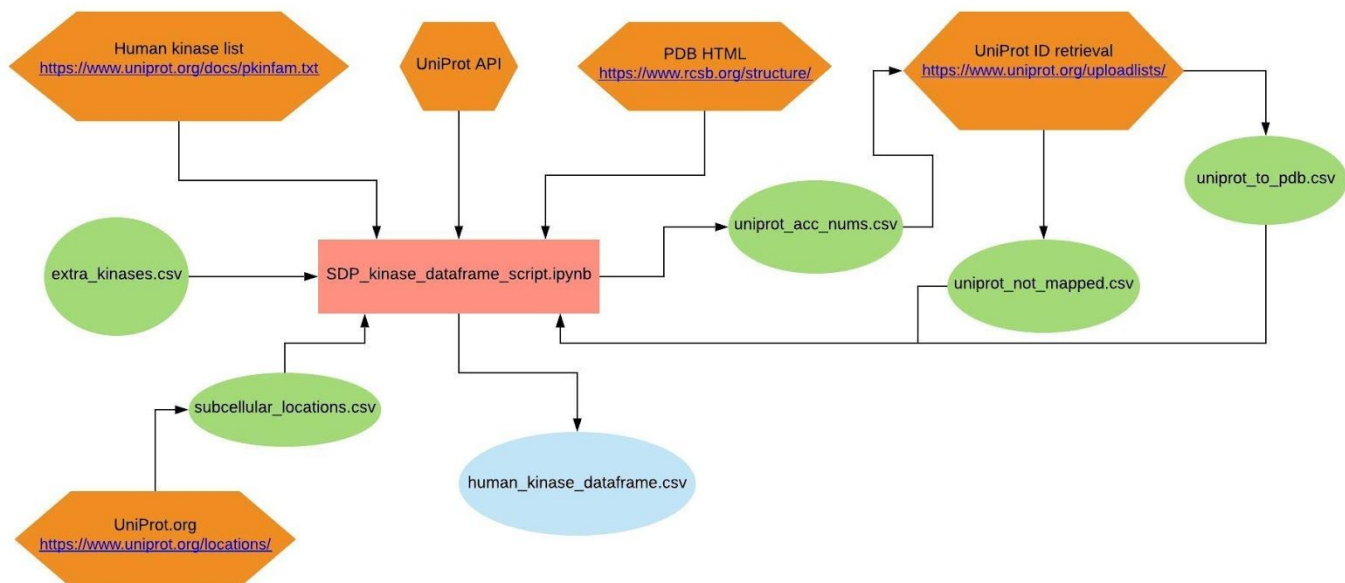 Human kinase list
https://www.uniprot.org/docs/pkinfam.txt
UniProt API
PDB HTML
https://www.rcsb.org/structure/
UniProt ID retrieval
https://www.uniprot.org/uploadlists/
uniprot_to_pdb.csv
uniprot_acc_nums.csv
extra_kinases.csv
SDP_kinase_dataframe_script.ipynb
uniprot_not_mapped.csv
subcellular_locations.csv
human_kinase_dataframe.csv
UniProt.org
https://www.uniprot.org/locations/